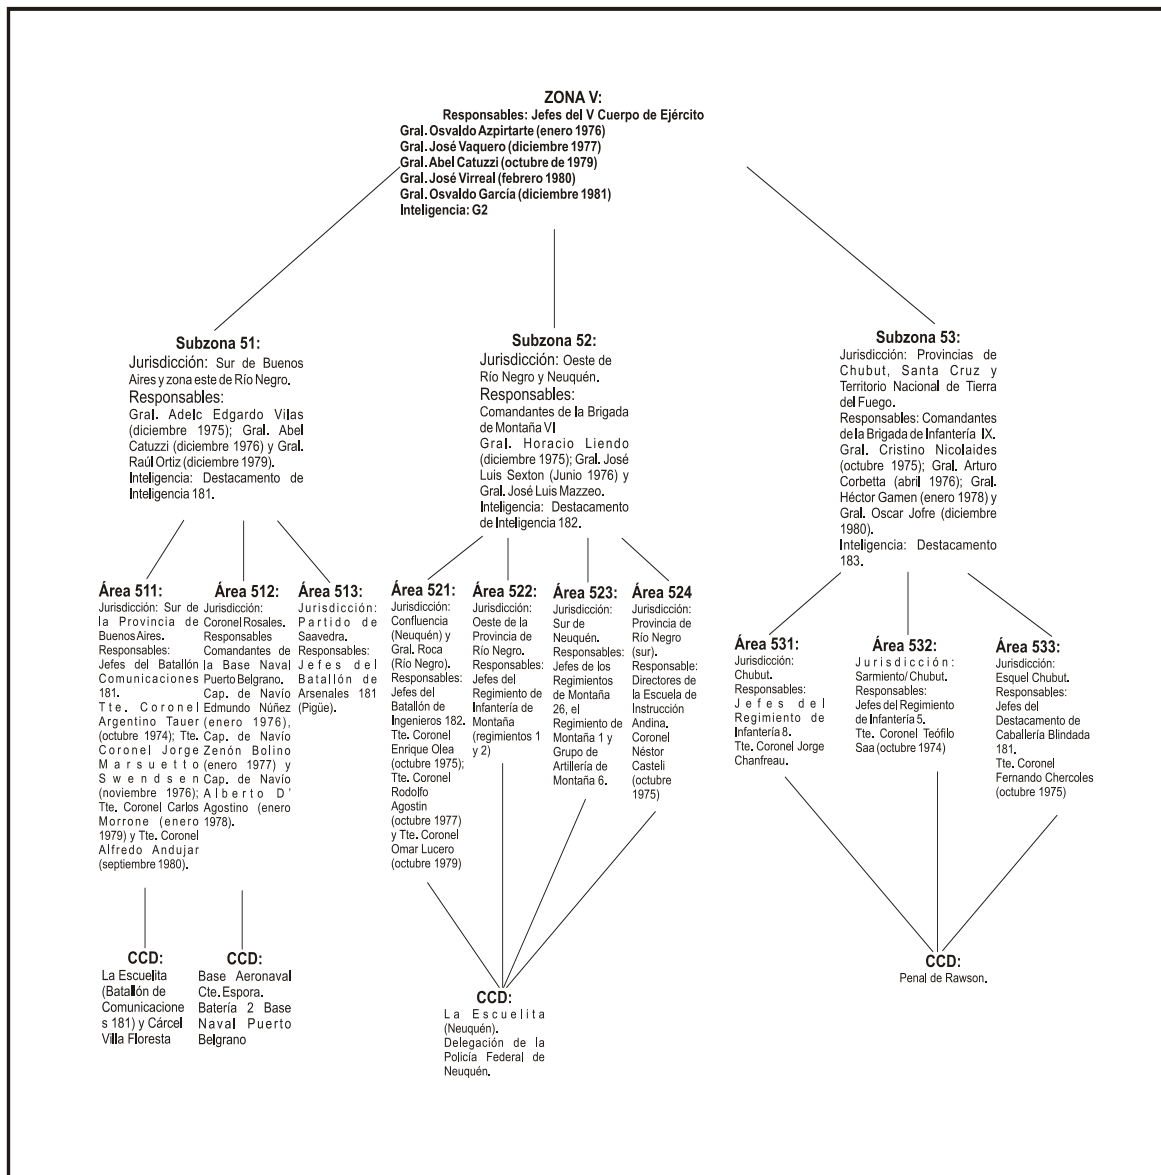 ZONA V:
Responsables: Jefes del V Cuerpo de Ejército
Gral. Osvaldo Azpirtarte (enero 1976)
Gral. José Vaquero (diciembre 1977)
Gral. Abel Catuzzi (octubre de 1979)
Gral. José Virreal (febrero 1980)
Gral. Osvaldo García (diciembre 1981)
Inteligencia: G2
Subzona 51:
Jurisdicción: Sur de Buenos
Aires y zona este de Río Negro.
Responsables:
Gral. Adelc Edgardo Vilas
(diciembre 1975); Gral. Abel
Catuzzi (diciembre 1976) y Gral.
Raúl Ortiz (diciembre 1979).
Inteligencia: Destacamento de
Inteligencia 181.
Subzona 52:
Jurisdicción: Oeste de
Río Negro y Neuquén.
Responsables:
Comandantes de la Brigada
de Montaña VI
Gral. Horacio Liendo
(diciembre 1975); Gral. José
Luis Sexton (Junio 1976) y
Gral. José Luis Mazzeo.
Inteligencia: Destacamento
de Inteligencia 182.
Subzona 53:
Jurisdicción: Provincias de
Chubut, Santa Cruz y
Territorio Nacional de Tierra
del Fuego.
Responsables: Comandantes
de la Brigada de Infantería IX.
Gral. Cristino Nicolaides
(octubre 1975); Gral. Arturo
Corbetta (abril 1976); Gral.
Héctor Gamen (enero 1978) y
Gral. Oscar Jofre (diciembre
1980).
Inteligencia: Destacamento
183.
Área 511:
Jurisdicción: Sur de
la Provincia de
Buenos Aires.
Responsables:
Jefes del Batallón
Comunicaciones
181.
Tte. Coronel
Argentino Tauer
(octubre 1974); Tte.
Coronel Jorge
Marsuetto
Swendsen
(noviembre 1976);
Tte. Coronel Carlos
Morrone (enero
1979) y Tte. Coronel
Alfredo Andujar
(septiembre 1980).
Área 512:
Jurisdicción:
Coronel Rosales.
Responsables
Comandantes de
la Base Naval
Puerto Belgrano.
Cap. de Navío
Edmundo Núñez
(enero 1976),
Cap. de Navío
Zenón Bolino
(enero 1977) y
Cap. de Navío
Alberto D'
Agostino (enero
1978).
Área 513:
Jurisdicción:
Partido de
Saavedra.
Responsables:
Jefes del
Batallón de
Arsenales 181
(Pigüe).
Área 521:
Jurisdicción:
Confluencia
(Neuquén) y
Gral. Roca
(Río Negro).
Responsables:
Jefes del
Batallón de
Ingenieros 182.
Tte. Coronel
Enrique Olea
(octubre 1975);
Tte. Coronel
Rodolfo
Agostin
(octubre 1977)
y Tte. Coronel
Omar Lucero
(octubre 1979)
Área 522:
Jurisdicción:
Oeste de la
Provincia de
Río Negro.
Responsables:
Jefes del
Regimiento de
Infantería de
Montaña
(regimientos 1
y 2)
Área 523:
Jurisdicción:
Sur de
Neuquén.
Responsables:
Jefes de los
Regimientos
de Montaña
26, el
Regimiento de
Montaña 1 y
Grupo de
Artillería de
Montaña 6.
Área 524
Jurisdicción:
Provincia de
Río Negro
(sur).
Responsable:
Directores de
la Escuela de
Instrucción
Andina.
Coronel
Néstor
Casteli
(octubre
1975)
Área 531:
Jurisdicción:
Chubut.
Responsables:
Jefes del
Regimiento de
Infantería 8.
Tte. Coronel Jorge
Chanfreau.
Área 532:
Jurisdicción:
Sarmiento/ Chubut.
Responsables:
Jefes del Regimiento
de Infantería 5.
Tte. Coronel Teófilo
Saa (octubre 1974)
Área 533:
Jurisdicción:
Esquel Chubut.
Responsables:
Jefes del
Destacamento de
Caballería Blindada
181.
Tte. Coronel
Fernando Chercoles
(octubre 1975)
CCD:
La Escuelita
(Batallón de
Comunicacione
s 181) y Cárcel
Villa Floresta
CCD:
Base Aeronaval
Cte. Espora.
Batería 2 Base
Naval Puerto
Belgrano
CCD:
La Escuelita
(Neuquén).
Delegación de la
Policía Federal de
Neuquén.
CCD:
Penal de Rawson.